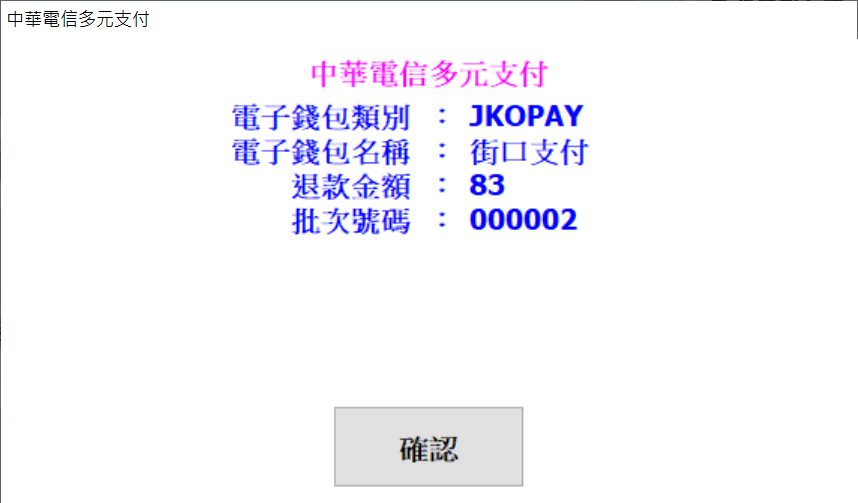 中華電信多元支付
中華電信多元支付
電子錢包類別 : JKOPAY
電子錢包名稱 : 街口支付
退款金額 : 83
批次號碼 : 000002
確認